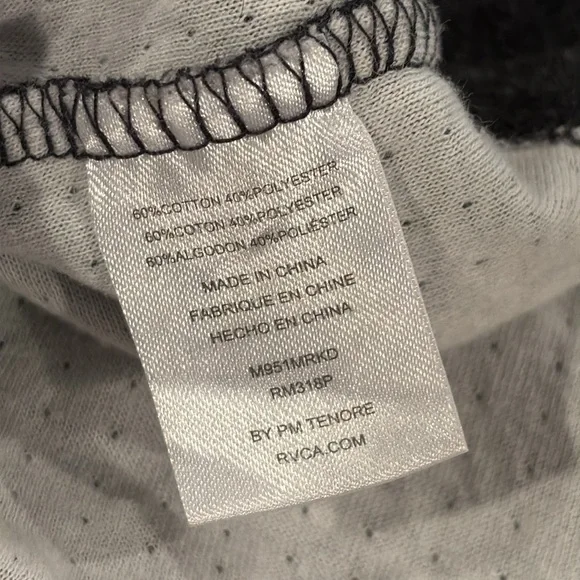 60%COTTON 40%POLYESTER
60%COTON 40%POLYESTER
60%ALGODON 40%POLIÉSTER
MADE IN CHINA
FABRIQUE EN CHINE
HECHO EN CHINA
M951MRKD
RM318P
BY PM TENORE
RVCA.COM